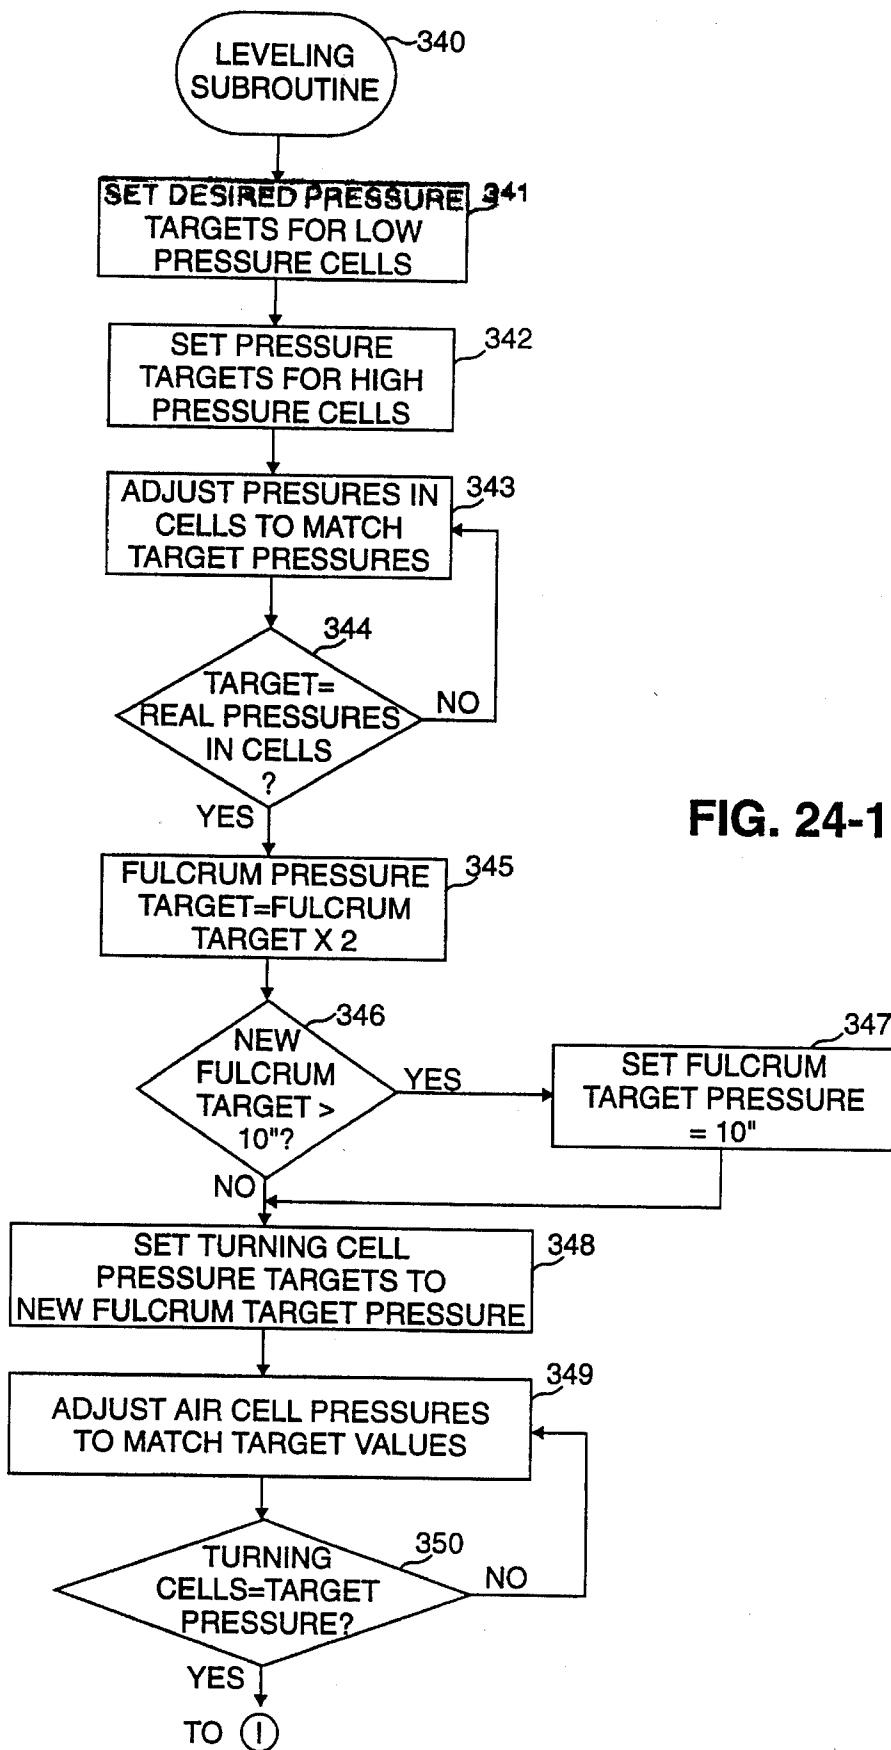 LEVELING
SUBROUTINE
340
SET DESIRED PRESSURE
TARGETS FOR LOW
PRESSURE CELLS
341
SET PRESSURE
TARGETS FOR HIGH
PRESSURE CELLS
342
ADJUST PRESURES IN
CELLS TO MATCH
TARGET PRESSURES
343
344
TARGET=
REAL PRESSURES
IN CELLS
?
NO
YES
FIG. 24-1
FULCRUM PRESSURE
TARGET=FULCRUM
TARGET X 2
345
346
NEW
FULCRUM
TARGET >
10"?
YES
347
SET FULCRUM
TARGET PRESSURE
= 10"
NO
SET TURNING CELL
PRESSURE TARGETS TO
NEW FULCRUM TARGET PRESSURE
348
ADJUST AIR CELL PRESSURES
TO MATCH TARGET VALUES
349
350
TURNING
CELLS=TARGET
PRESSURE?
NO
YES
TO I